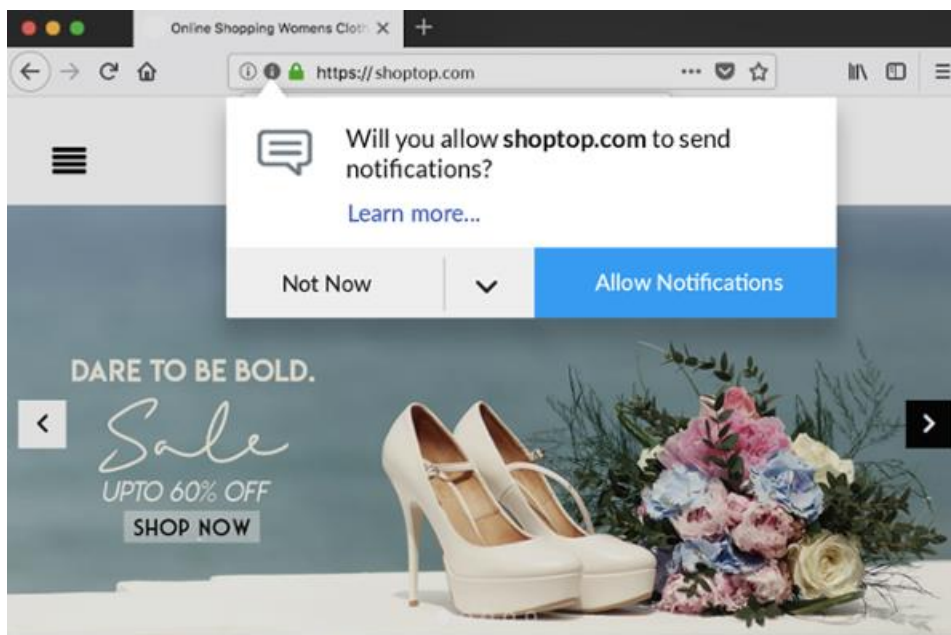 Online Shopping Womens Cloth
https://shoptop.com
Will you allow shoptop.com to send
notifications?
Learn more...
Not Now
Allow Notifications
DARE TO BE BOLD.
Sale
UPTO 60% OFF
SHOP NOW